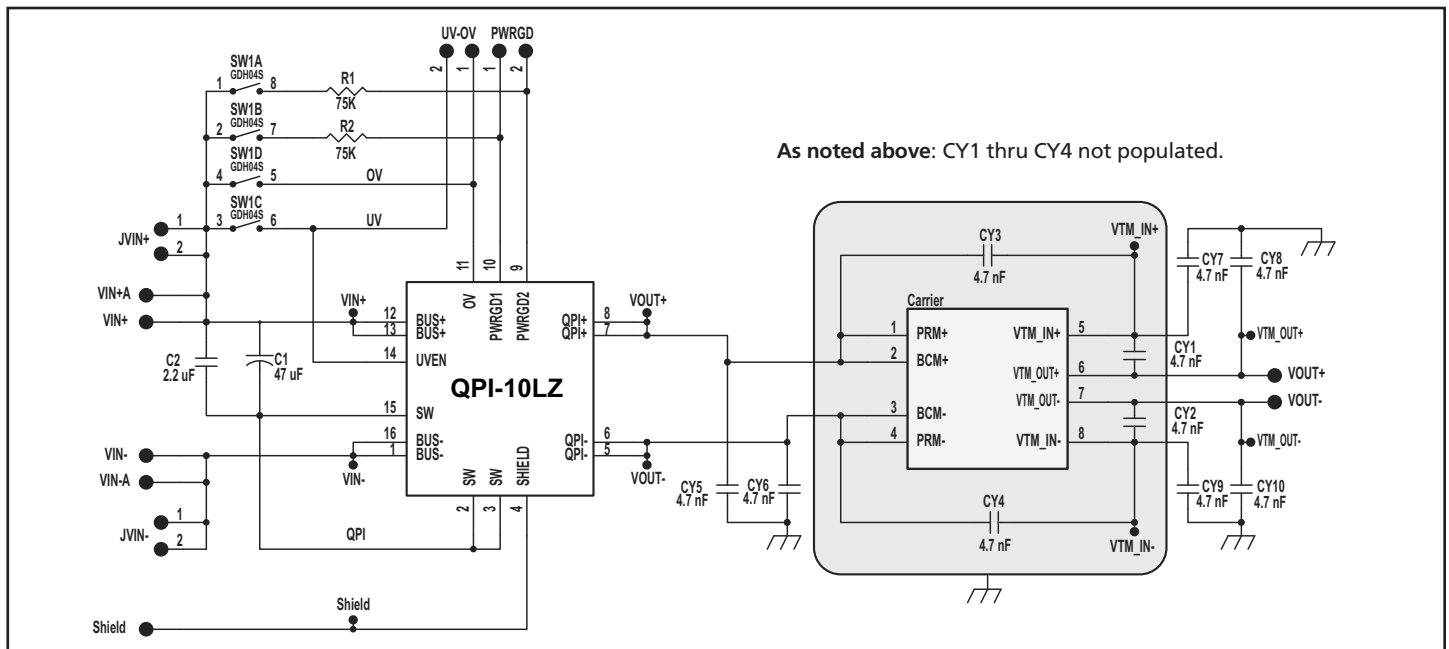 UV-OV PWRGD
2 1 1 2
SW1A
GDH04S
1 8
R1
75K
SW1B
GDH04S
2 7
R2
75K
SW1D
GDH04S
4 5
OV
SW1C
GDH04S
3 6
UV
JVIN+
1
2
VIN+A
VIN+
C2
2.2 uF
C1
47 uF
VIN-
VIN-A
JVIN-
1
2
QPI
Shield
Shield
VIN+
VIN-
11 10 9
OV
PWRGD1
PWRGD2
12 BUS+
13 BUS+
14 UVEN
QPI-10LZ
15 SW
16 BUS-
1 BUS-
SW
SW
SHIELD
2 3 4
QPI+ 8
QPI+ 7
QPI- 6
QPI- 5
VOUT+
VOUT-
CY5
4.7 nF
CY6
4.7 nF
As noted above: CY1 thru CY4 not populated.
CY3
4.7 nF
VTM_IN+
Carrier
1 PRM+
2 BCM+
3 BCM-
4 PRM-
VTM_IN+ 5
VTM_OUT+ 6
VTM_OUT- 7
VTM_IN- 8
CY1
4.7 nF
CY2
4.7 nF
CY4
4.7 nF
VTM_IN-
CY7
4.7 nF
CY8
4.7 nF
VTM_OUT+
VOUT+
VOUT-
VTM_OUT-
CY9
4.7 nF
CY10
4.7 nF